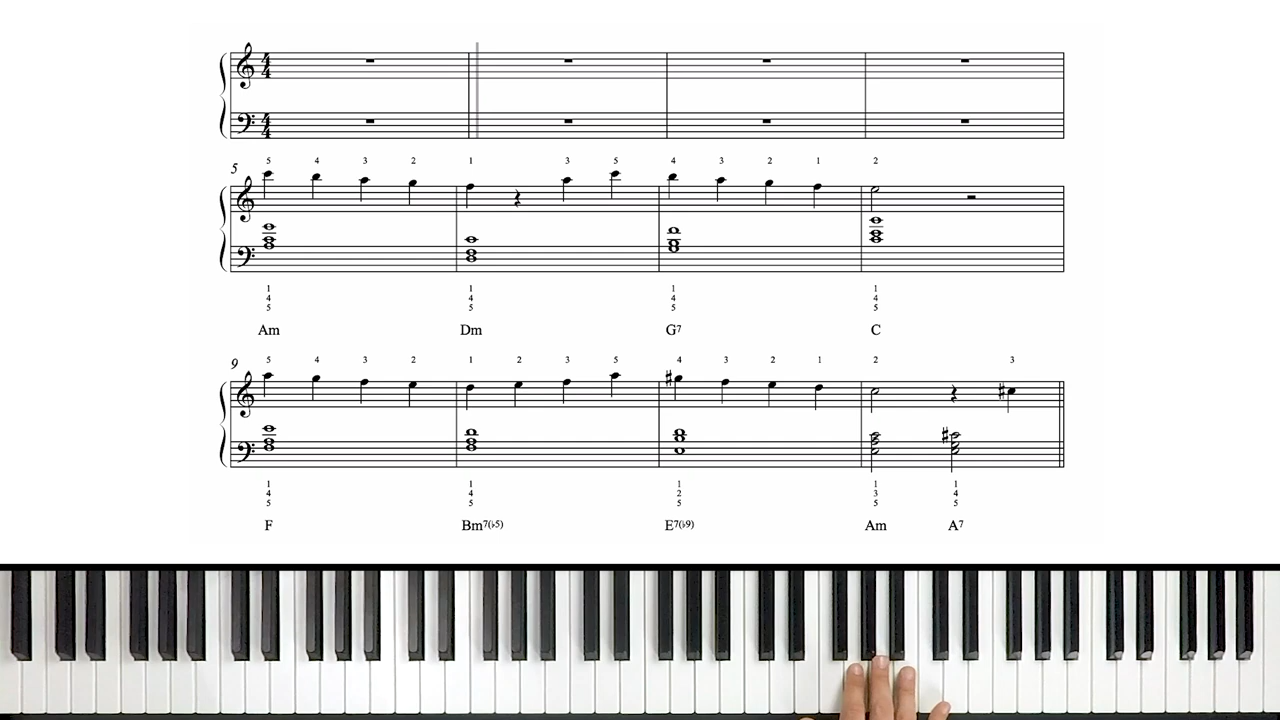 4 4
4 4
5
5 4 3 2 1 3 5 4 3 2 1 2
1 1 1 1
4 4 4 4
5 5 5 5
Am Dm G7 C
9
5 4 3 2 1 2 3 5 4 3 2 1 2 3
1 1 1 1 1
4 4 2 3 4
5 5 5 5 5
F Bm7(♭5) E7(♭9) Am A7